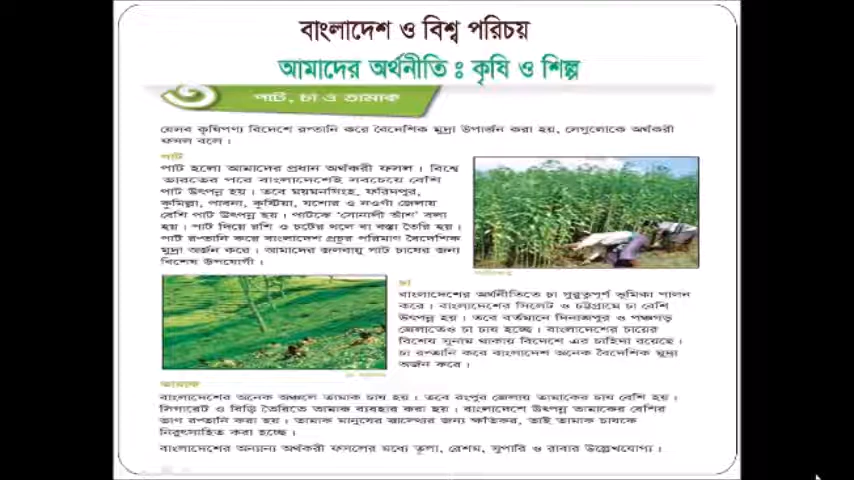 বাংলাদেশ ও বিশ্ব পরিচয়
আমাদের অর্থনীতি : কৃষি ও শিল্প
৩ পাট, চা ও তামাক
যেসব কৃষিপণ্য বিদেশে রপ্তানি করে বৈদেশিক মুদ্রা উপার্জন করা হয়, সেগুলোকে অর্থকরী
ফসল বলে ।
পাট
পাট হলো আমাদের প্রধান অর্থকরী ফসল । বিশ্বে
ভারতের পরে বাংলাদেশেই সবচেয়ে বেশি
পাট উৎপন্ন হয় । তবে ময়মনসিংহ, ফরিদপুর,
কুমিল্লা, পাবনা, কুষ্টিয়া, যশোর ও নওগাঁ জেলায়
বেশি পাট উৎপন্ন হয় । পাটকে ‘সোনালী আঁশ’ বলা
হয় । পাট দিয়ে রশি ও চটের থলে বা বস্তা তৈরি হয় ।
পাট রপ্তানি করে বাংলাদেশ প্রচুর পরিমাণ বৈদেশিক
মুদ্রা অর্জন করে । আমাদের জলবায়ু পাট চাষের জন্য
বিশেষ উপযোগী ।
চা
বাংলাদেশের অর্থনীতিতে চা গুরুত্বপূর্ণ ভূমিকা পালন
করে । বাংলাদেশের সিলেট ও চট্টগ্রামে চা বেশি
উৎপন্ন হয় । তবে বর্তমানে দিনাজপুর ও পঞ্চগড়
জেলাতেও চা চাষ হচ্ছে । বাংলাদেশের চায়ের
বিশেষ সুনাম থাকায় বিদেশে এর চাহিদা রয়েছে ।
চা রপ্তানি করে বাংলাদেশ অনেক বৈদেশিক মুদ্রা
অর্জন করে ।
তামাক
বাংলাদেশের অনেক অঞ্চলে তামাক চাষ হয় । তবে রংপুর জেলায় তামাকের চাষ বেশি হয় ।
সিগারেট ও বিড়ি তৈরিতে তামাক ব্যবহার করা হয় । বাংলাদেশে উৎপন্ন তামাকের বেশির
ভাগ রপ্তানি করা হয় । তামাক মানুষের স্বাস্থ্যের জন্য ক্ষতিকর, তাই তামাক চাষকে
নিরুৎসাহিত করা হচ্ছে ।
বাংলাদেশের অন্যান্য অর্থকরী ফসলের মধ্যে তুলা, রেশম, সুপারি ও রাবার উল্লেখযোগ্য ।